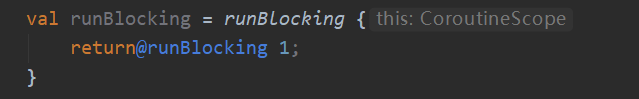 val runBlocking = runBlocking { this: CoroutineScope
return@runBlocking 1;
}